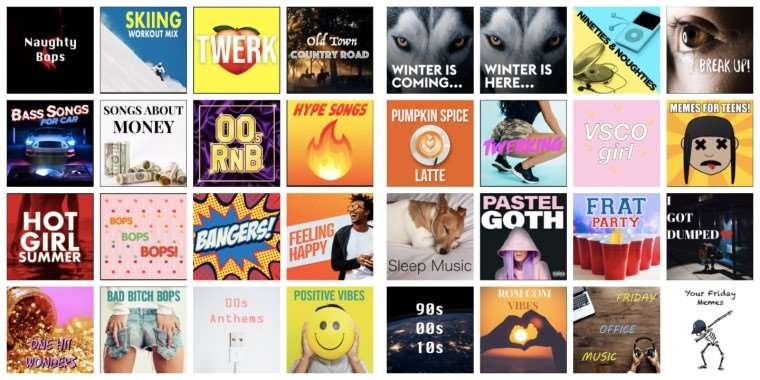 Naughty
Bops
SKIING
WORKOUT MIX
TWERK
Old Town
COUNTRY ROAD
WINTER IS
COMING...
WINTER IS
HERE...
NINETIES &
NOUGHTIES
BREAK UP!
BASS SONGS
FOR CAR
SONGS ABOUT
MONEY
00s
RnB
HYPE SONGS
PUMPKIN SPICE
LATTE
TWERKING
VSCO
girl
MEMES FOR TEENS!
HOT
GIRL
SUMMER
BOPS
BOPS
BOPS!
BANGERS!
FEELING
HAPPY
Sleep Music
PASTEL
GOTH
FRAT
PARTY
I
GOT
DUMPED
ONE HIT
WONDERS
BAD BITCH BOPS
00s
Anthems
POSITIVE VIBES
90s
00s
10s
ROM COM
VIBES
FRIDAY
OFFICE
MUSIC
Your Friday
Memes